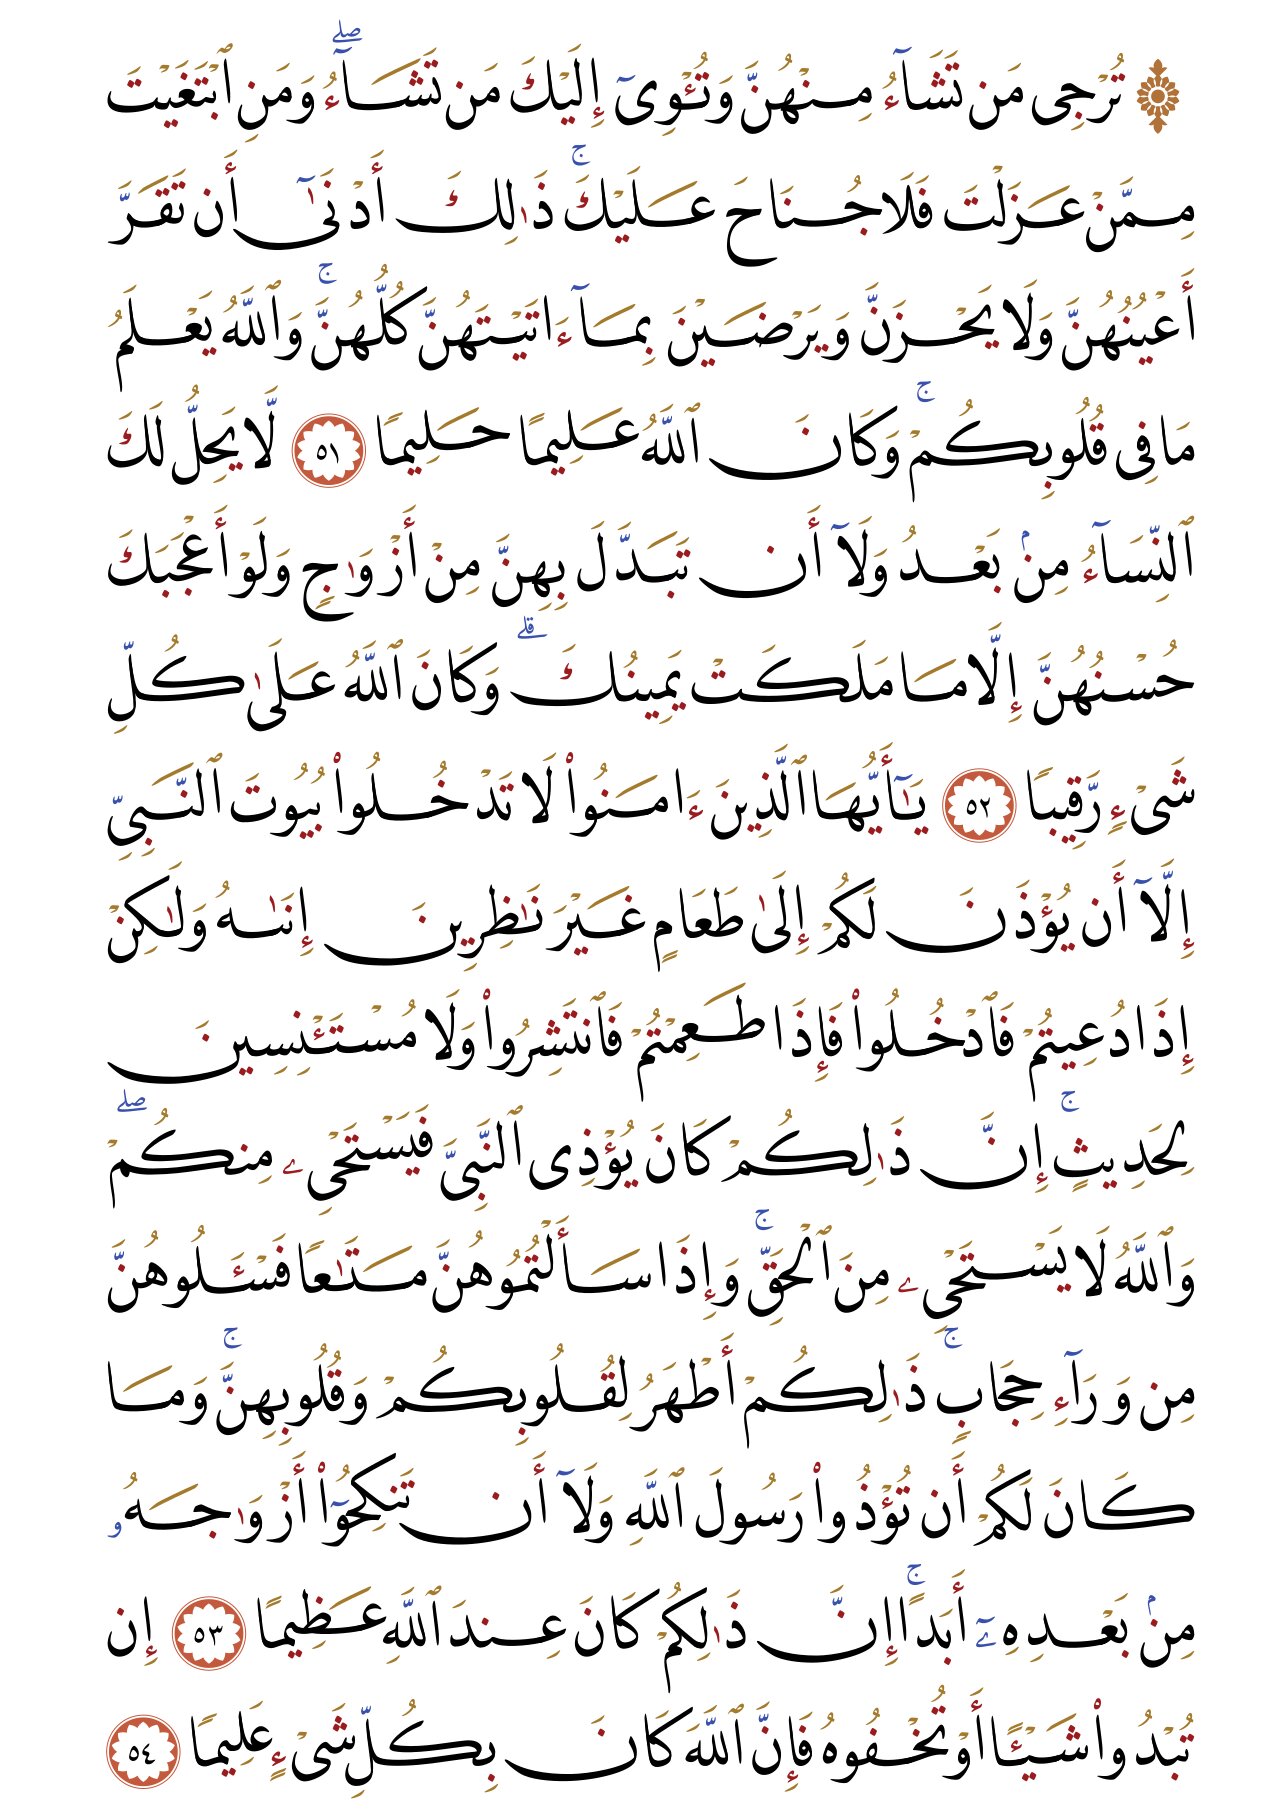 ۞ تُرْجِى مَن تَشَآءُ مِنْهُنَّ وَتُـْٔوِىٓ إِلَيْكَ مَن تَشَآءُ ۖ وَمَنِ ٱبْتَغَيْتَ
مِمَّنْ عَزَلْتَ فَلَا جُنَاحَ عَلَيْكَ ۚ ذَٰلِكَ أَدْنَىٰٓ أَن تَقَرَّ
أَعْيُنُهُنَّ وَلَا يَحْزَنَّ وَيَرْضَيْنَ بِمَآ ءَاتَيْتَهُنَّ كُلُّهُنَّ ۚ وَٱللَّهُ يَعْلَمُ
مَا فِى قُلُوبِكُمْ ۚ وَكَانَ ٱللَّهُ عَلِيمًا حَلِيمًا ٥١ لَّا يَحِلُّ لَكَ
ٱلنِّسَآءُ مِنۢ بَعْدُ وَلَآ أَن تَبَدَّلَ بِهِنَّ مِنْ أَزْوَٰجٍ وَلَوْ أَعْجَبَكَ
حُسْنُهُنَّ إِلَّا مَا مَلَكَتْ يَمِينُكَ ۗ وَكَانَ ٱللَّهُ عَلَىٰ كُلِّ
شَىْءٍ رَّقِيبًا ٥٢ يَـٰٓأَيُّهَا ٱلَّذِينَ ءَامَنُوا۟ لَا تَدْخُلُوا۟ بُيُوتَ ٱلنَّبِىِّ
إِلَّآ أَن يُؤْذَنَ لَكُمْ إِلَىٰ طَعَامٍ غَيْرَ نَـٰظِرِينَ إِنَىٰهُ وَلَـٰكِنْ
إِذَا دُعِيتُمْ فَٱدْخُلُوا۟ فَإِذَا طَعِمْتُمْ فَٱنتَشِرُوا۟ وَلَا مُسْتَـْٔنِسِينَ
لِحَدِيثٍ ۚ إِنَّ ذَٰلِكُمْ كَانَ يُؤْذِى ٱلنَّبِىَّ فَيَسْتَحْىِۦ مِنكُمْ ۖ
وَٱللَّهُ لَا يَسْتَحْىِۦ مِنَ ٱلْحَقِّ ۚ وَإِذَا سَأَلْتُمُوهُنَّ مَتَـٰعًا فَسْـَٔلُوهُنَّ
مِن وَرَآءِ حِجَابٍ ۚ ذَٰلِكُمْ أَطْهَرُ لِقُلُوبِكُمْ وَقُلُوبِهِنَّ ۚ وَمَا
كَانَ لَكُمْ أَن تُؤْذُوا۟ رَسُولَ ٱللَّهِ وَلَآ أَن تَنكِحُوٓا۟ أَزْوَٰجَهُۥ
مِنۢ بَعْدِهِۦٓ أَبَدًا ۚ إِنَّ ذَٰلِكُمْ كَانَ عِندَ ٱللَّهِ عَظِيمًا ٥٣ إِن
تُبْدُوا۟ شَيْـًٔا أَوْ تُخْفُوهُ فَإِنَّ ٱللَّهَ كَانَ بِكُلِّ شَىْءٍ عَلِيمًا ٥٤